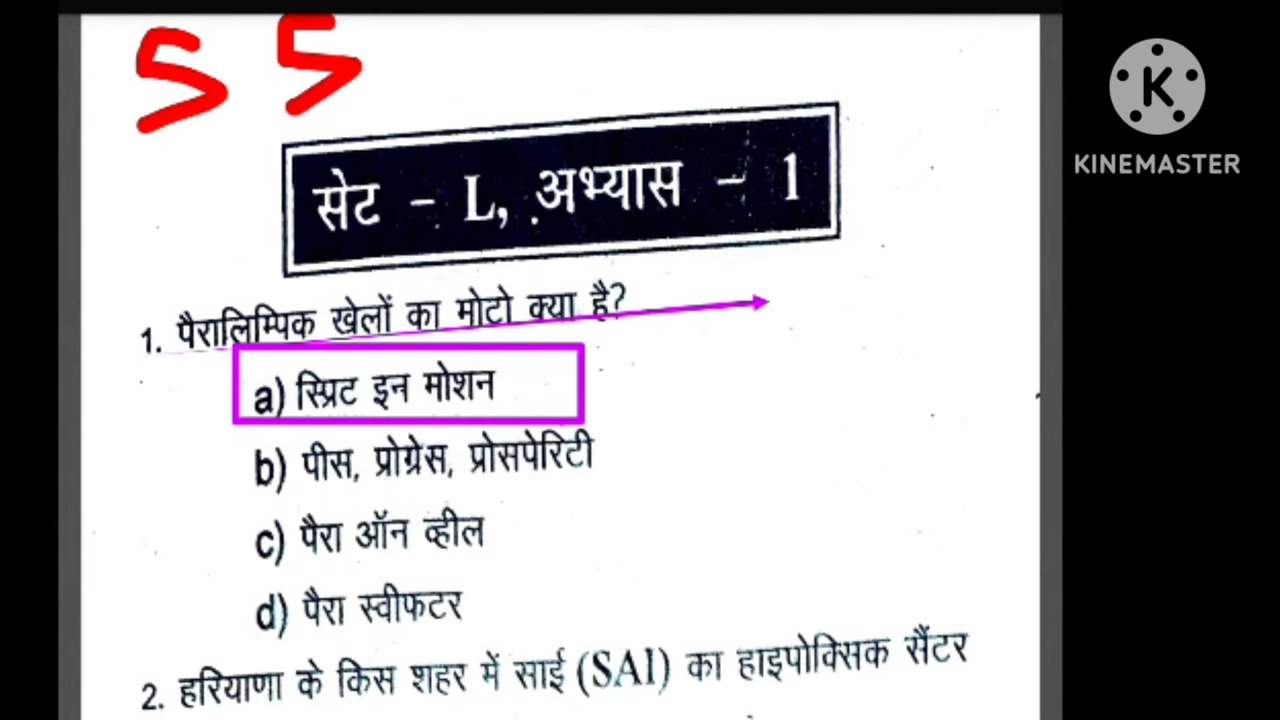 55
K
KINEMASTER
सेट - L, अभ्यास - 1
1. पैरालिम्पिक खेलों का मोटो क्या है?
a) स्प्रिट इन मोशन
b) पीस, प्रोग्रेस, प्रोसपेरिटी
c) पैरा ऑन व्हील
d) पैरा स्वीफटर
2. हरियाणा के किस शहर में साई (SAI) का हाइपोक्सिक सैंटर